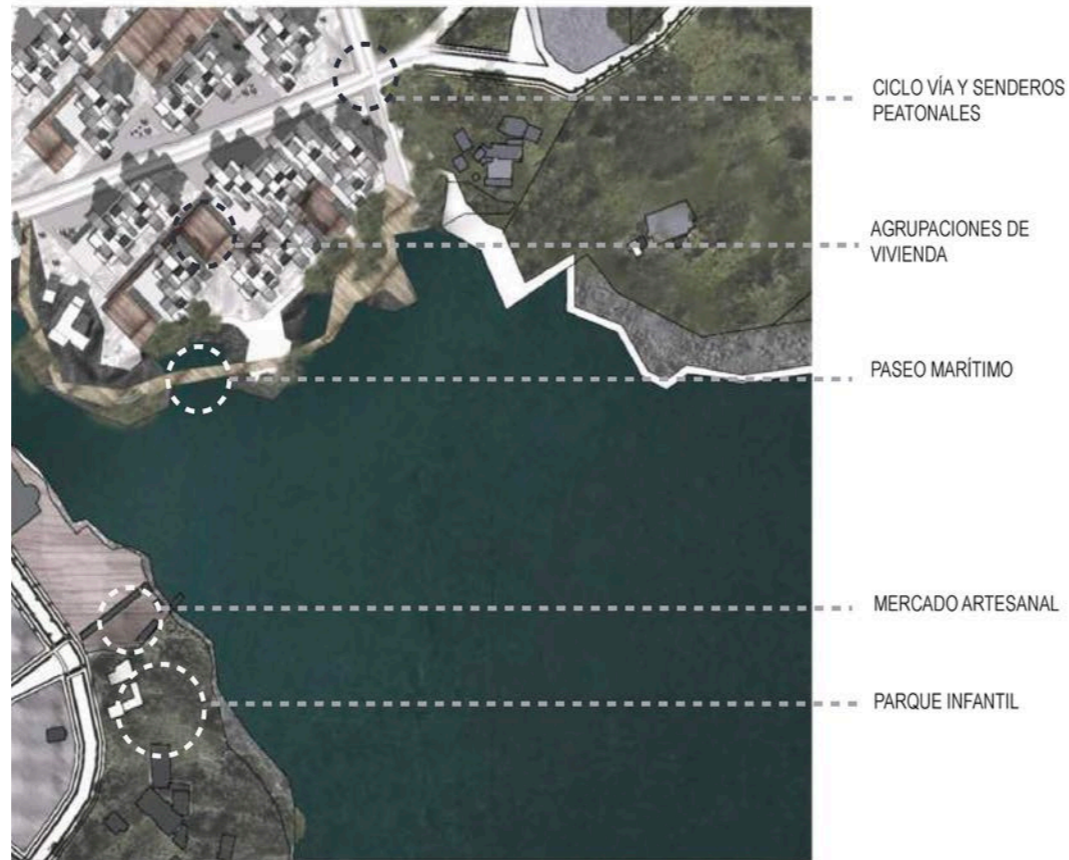 CICLO VÍA Y SENDEROS
PEATONALES
AGRUPACIONES DE
VIVIENDA
PASEO MARÍTIMO
MERCADO ARTESANAL
PARQUE INFANTIL